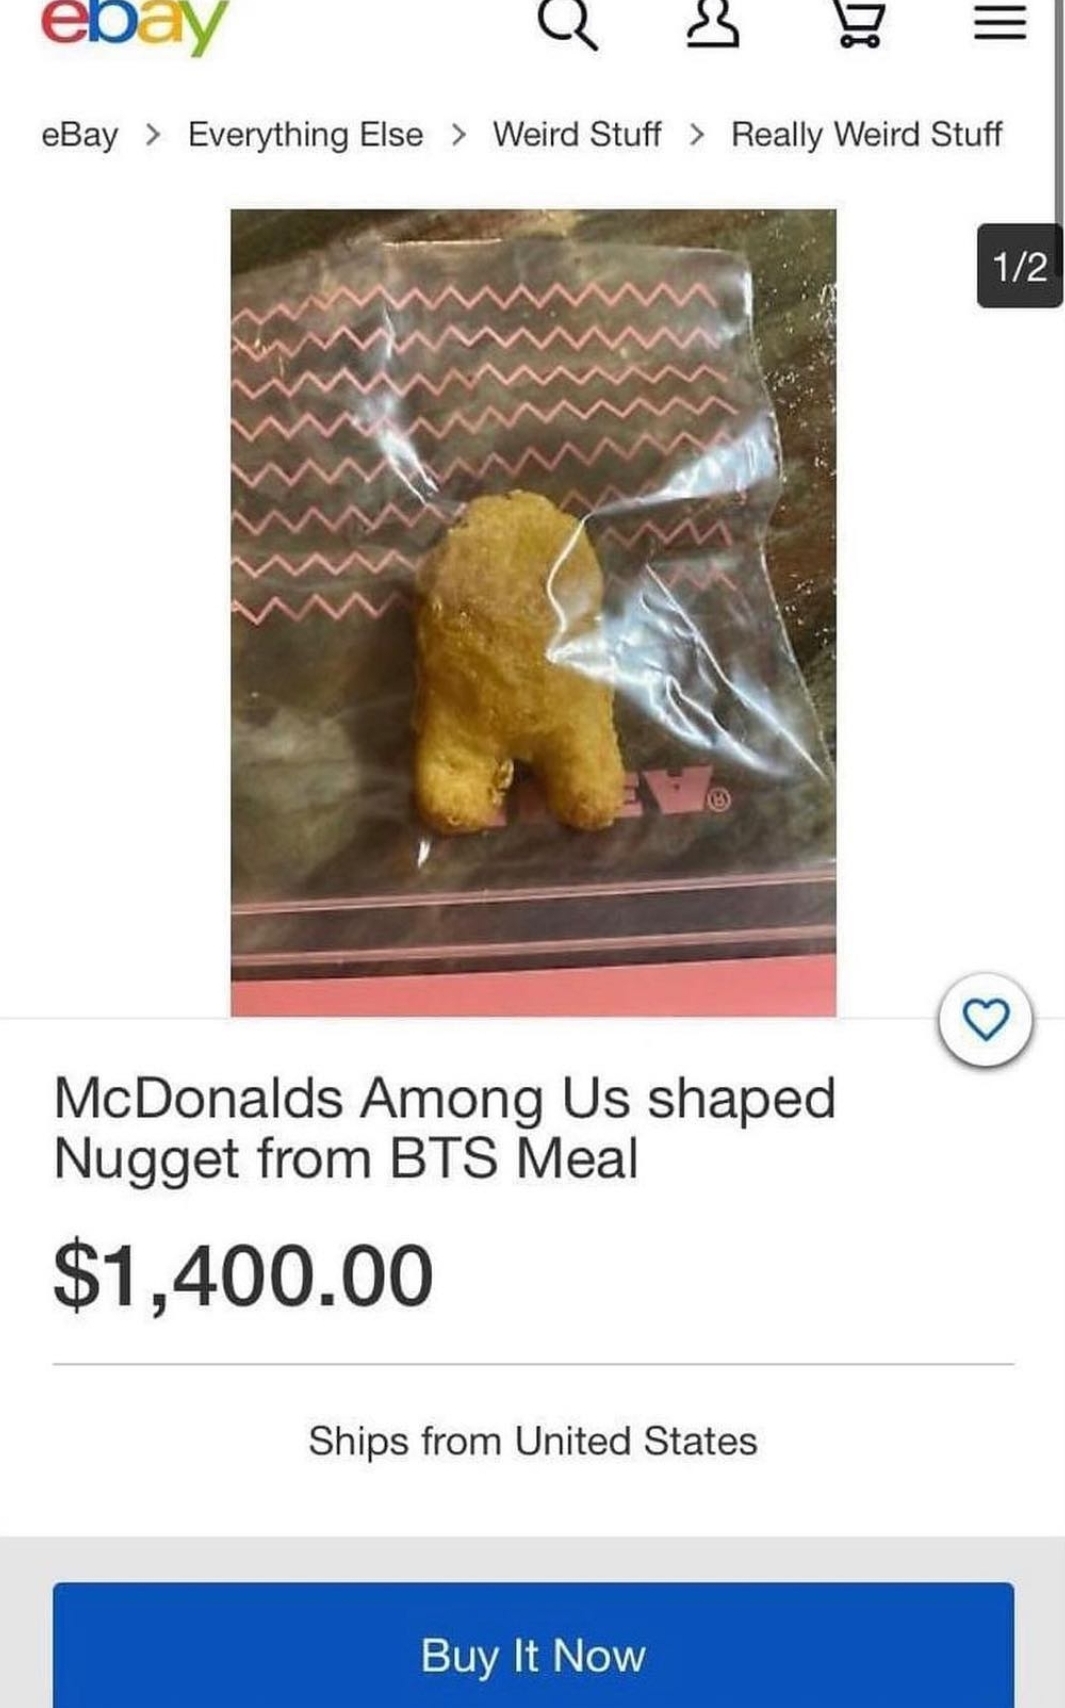 ebay
eBay > Everything Else > Weird Stuff > Really Weird Stuff
1/2
McDonalds Among Us shaped
Nugget from BTS Meal
$1,400.00
Ships from United States
Buy It Now